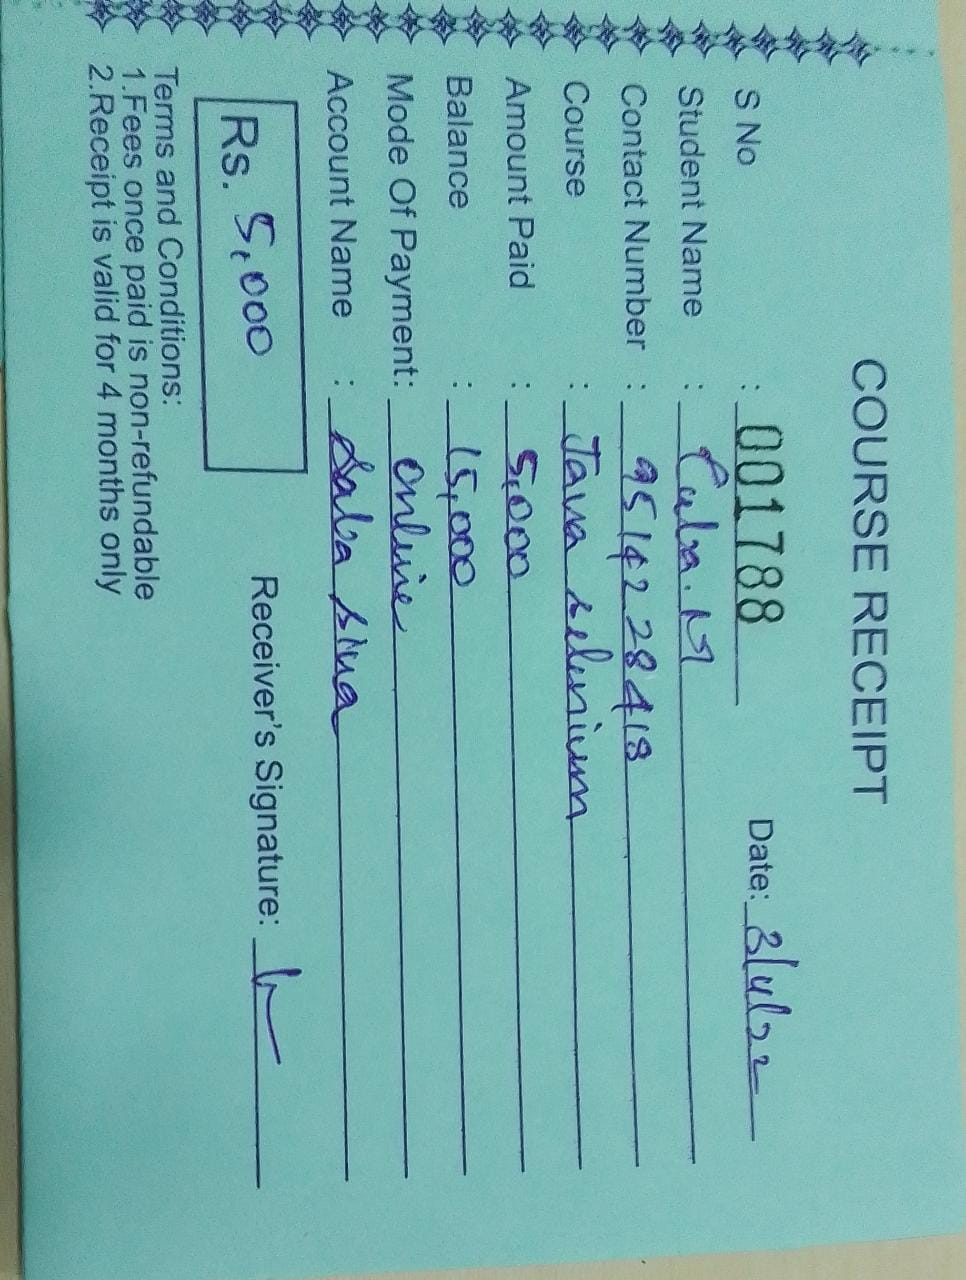 COURSE RECEIPT
S No : 001788 Date: 3/4/22
Student Name :
Contact Number : 9514228418
Course : Java selenium
Amount Paid : 5,000
Balance : 15,000
Mode Of Payment: online
Account Name :
Rs. 5,000 Receiver's Signature:
Terms and Conditions:
1.Fees once paid is non-refundable
2.Receipt is valid for 4 months only